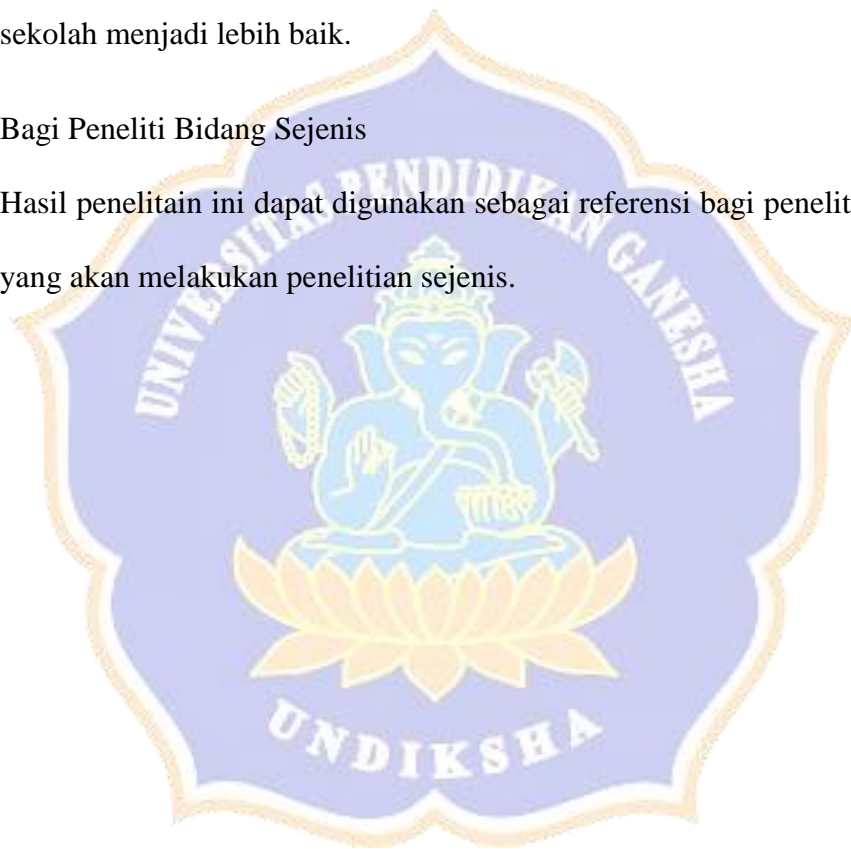 sekolah menjadi lebih baik.
Bagi Peneliti Bidang Sejenis
Hasil penelitain ini dapat digunakan sebagai referensi bagi penelit
yang akan melakukan penelitian sejenis.
UNIVERSITAS PENDIDIKAN GANESHA
UNDIKSHA